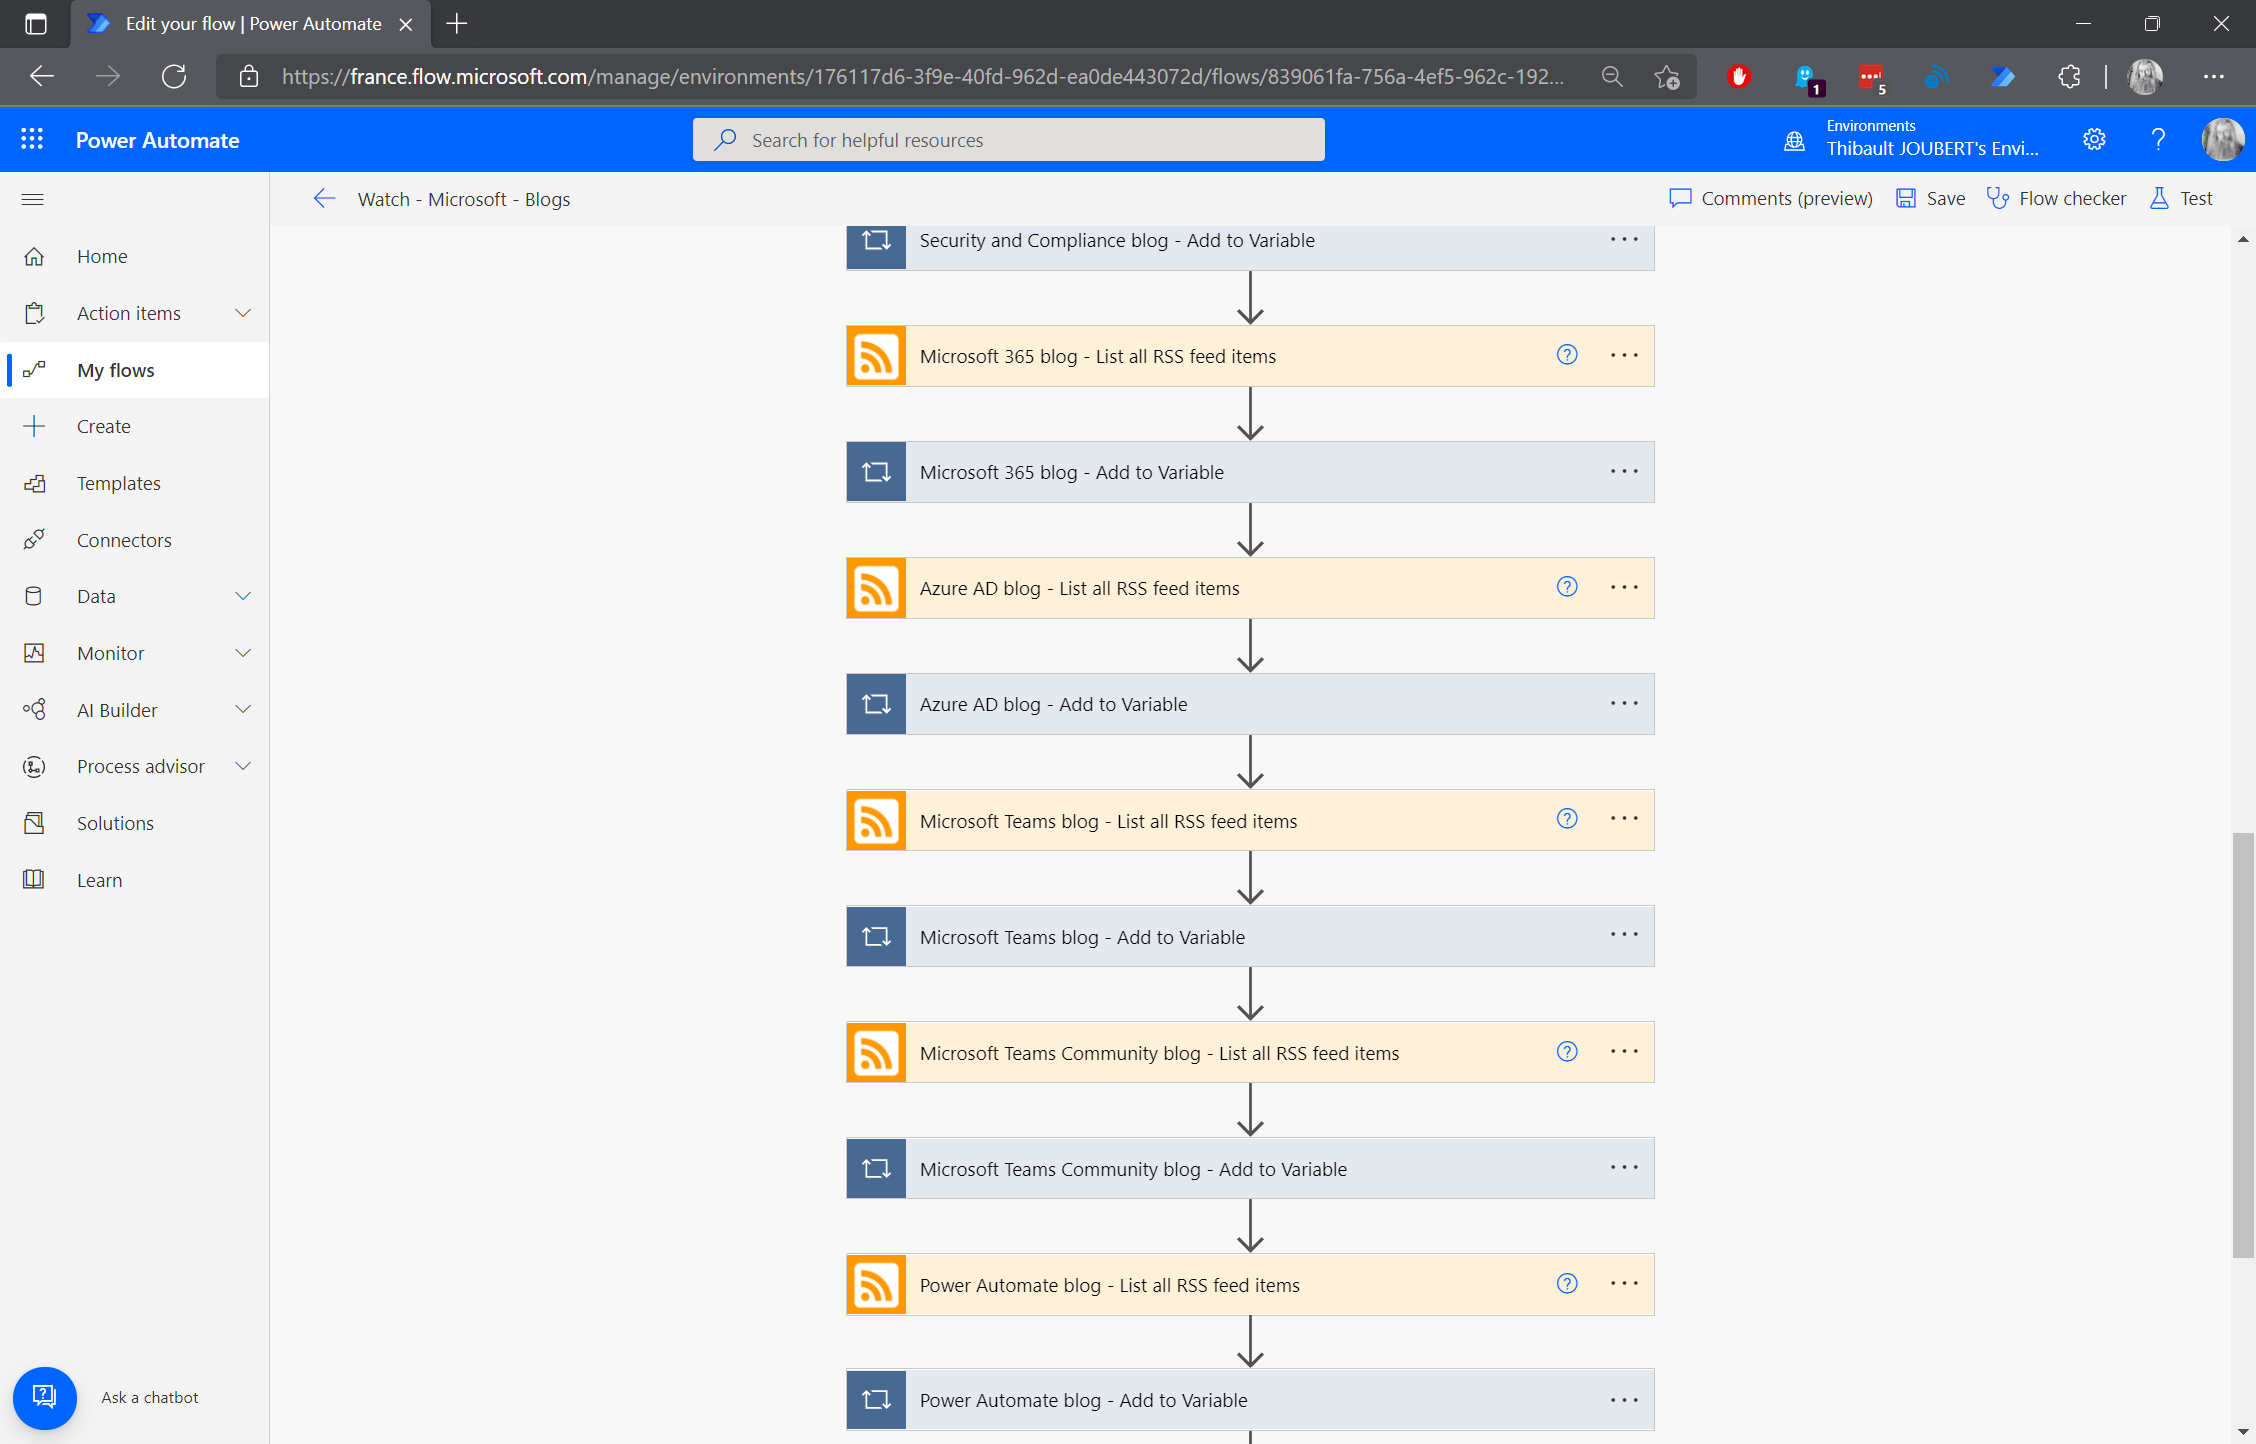 Edit your flow | Power Automate
https://france.flow.microsoft.com/manage/environments/176117d6-3f9e-40fd-962d-ea0de443072d/flows/839061fa-756a-4ef5-962c-192...
1
5
Power Automate
Search for helpful resources
Environments
Thibault JOUBERT's Envi...
Watch - Microsoft - Blogs
Comments (preview)
Save
Flow checker
Test
Home
Action items
My flows
Create
Templates
Connectors
Data
Monitor
AI Builder
Process advisor
Solutions
Learn
Ask a chatbot
Security and Compliance blog - Add to Variable
Microsoft 365 blog - List all RSS feed items
Microsoft 365 blog - Add to Variable
Azure AD blog - List all RSS feed items
Azure AD blog - Add to Variable
Microsoft Teams blog - List all RSS feed items
Microsoft Teams blog - Add to Variable
Microsoft Teams Community blog - List all RSS feed items
Microsoft Teams Community blog - Add to Variable
Power Automate blog - List all RSS feed items
Power Automate blog - Add to Variable